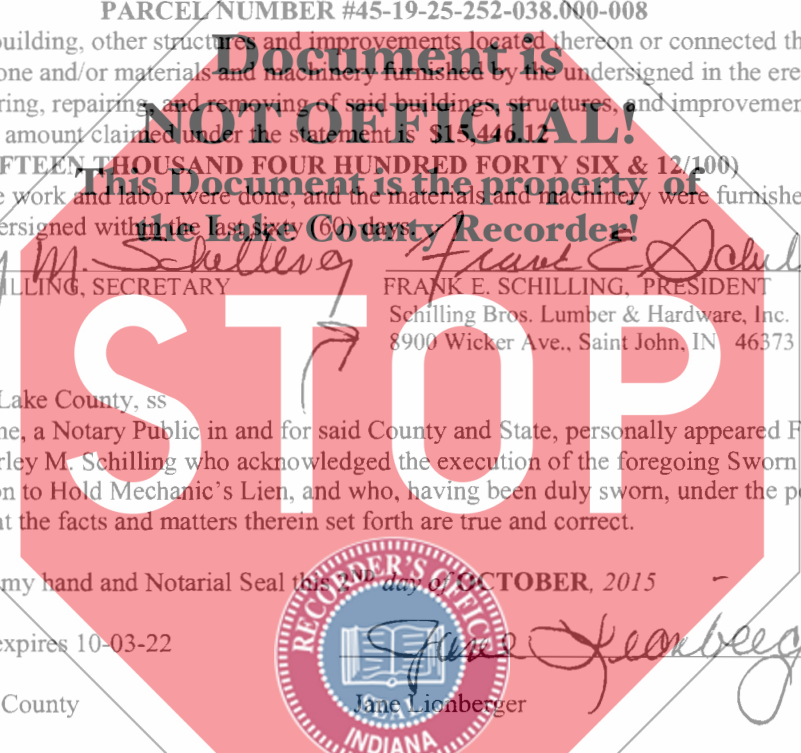 PARCEL NUMBER #45-19-25-252-038.000-008
building, other structures and improvements located thereon or connected th
one and/or materials and machinery furnished by the undersigned in the ere
ring, repairing, and removing of said buildings, structures, and improvemen
amount claimed under the statement is $15,446.12
FTEEN THOUSAND FOUR HUNDRED FORTY SIX & 12/100)
e work and labor were done, and the materials and machinery were furnishe
ersigned within the last sixty (60) days.
Document is
NOT OFFICIAL!
This Document is the property of
the Lake County Recorder!
M. Schilling Frank E Schil
ILLING, SECRETARY FRANK E. SCHILLING, PRESIDENT
Schilling Bros. Lumber & Hardware, Inc.
8900 Wicker Ave., Saint John, IN 46373
STOP
Lake County, ss
ne, a Notary Public in and for said County and State, personally appeared F
rley M. Schilling who acknowledged the execution of the foregoing Sworn
on to Hold Mechanic's Lien, and who, having been duly sworn, under the pe
at the facts and matters therein set forth are true and correct.
my hand and Notarial Seal this 2ND day of OCTOBER, 2015
expires 10-03-22
Jane Lionberger
County Jane Lionberger
RECORDER'S OFFICE
SEAL
INDIANA